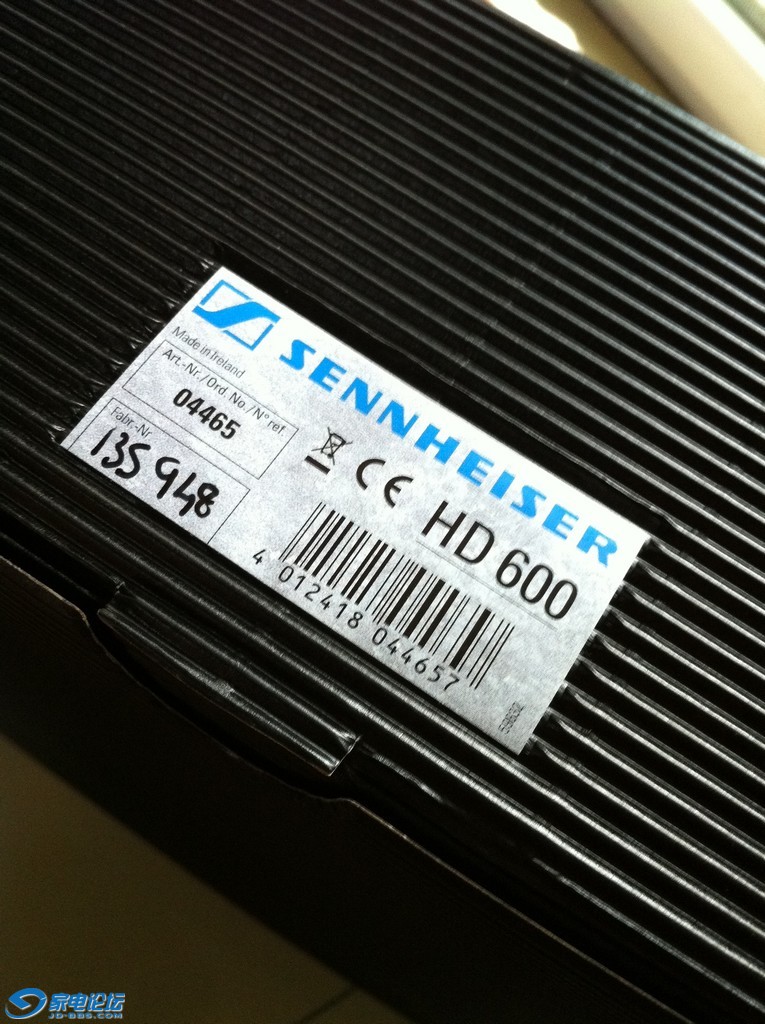 SENNHEISER
Made in Ireland
Art.-Nr./Ord. No./N° ref
04465
Fabr.-Nr
135948
CE
HD 600
4 012418 044657
家电论坛
JD-BBS.COM